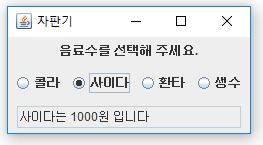 자판기
음료수를 선택해 주세요.
콜라 사이다 환타 생수
사이다는 1000원 입니다